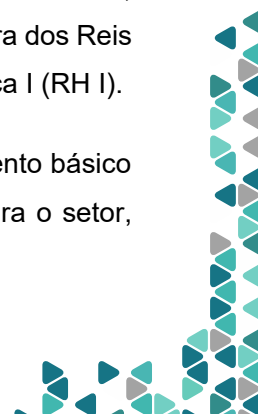 ra dos Reis
ca I (RH I).
ento básico
ra o setor,